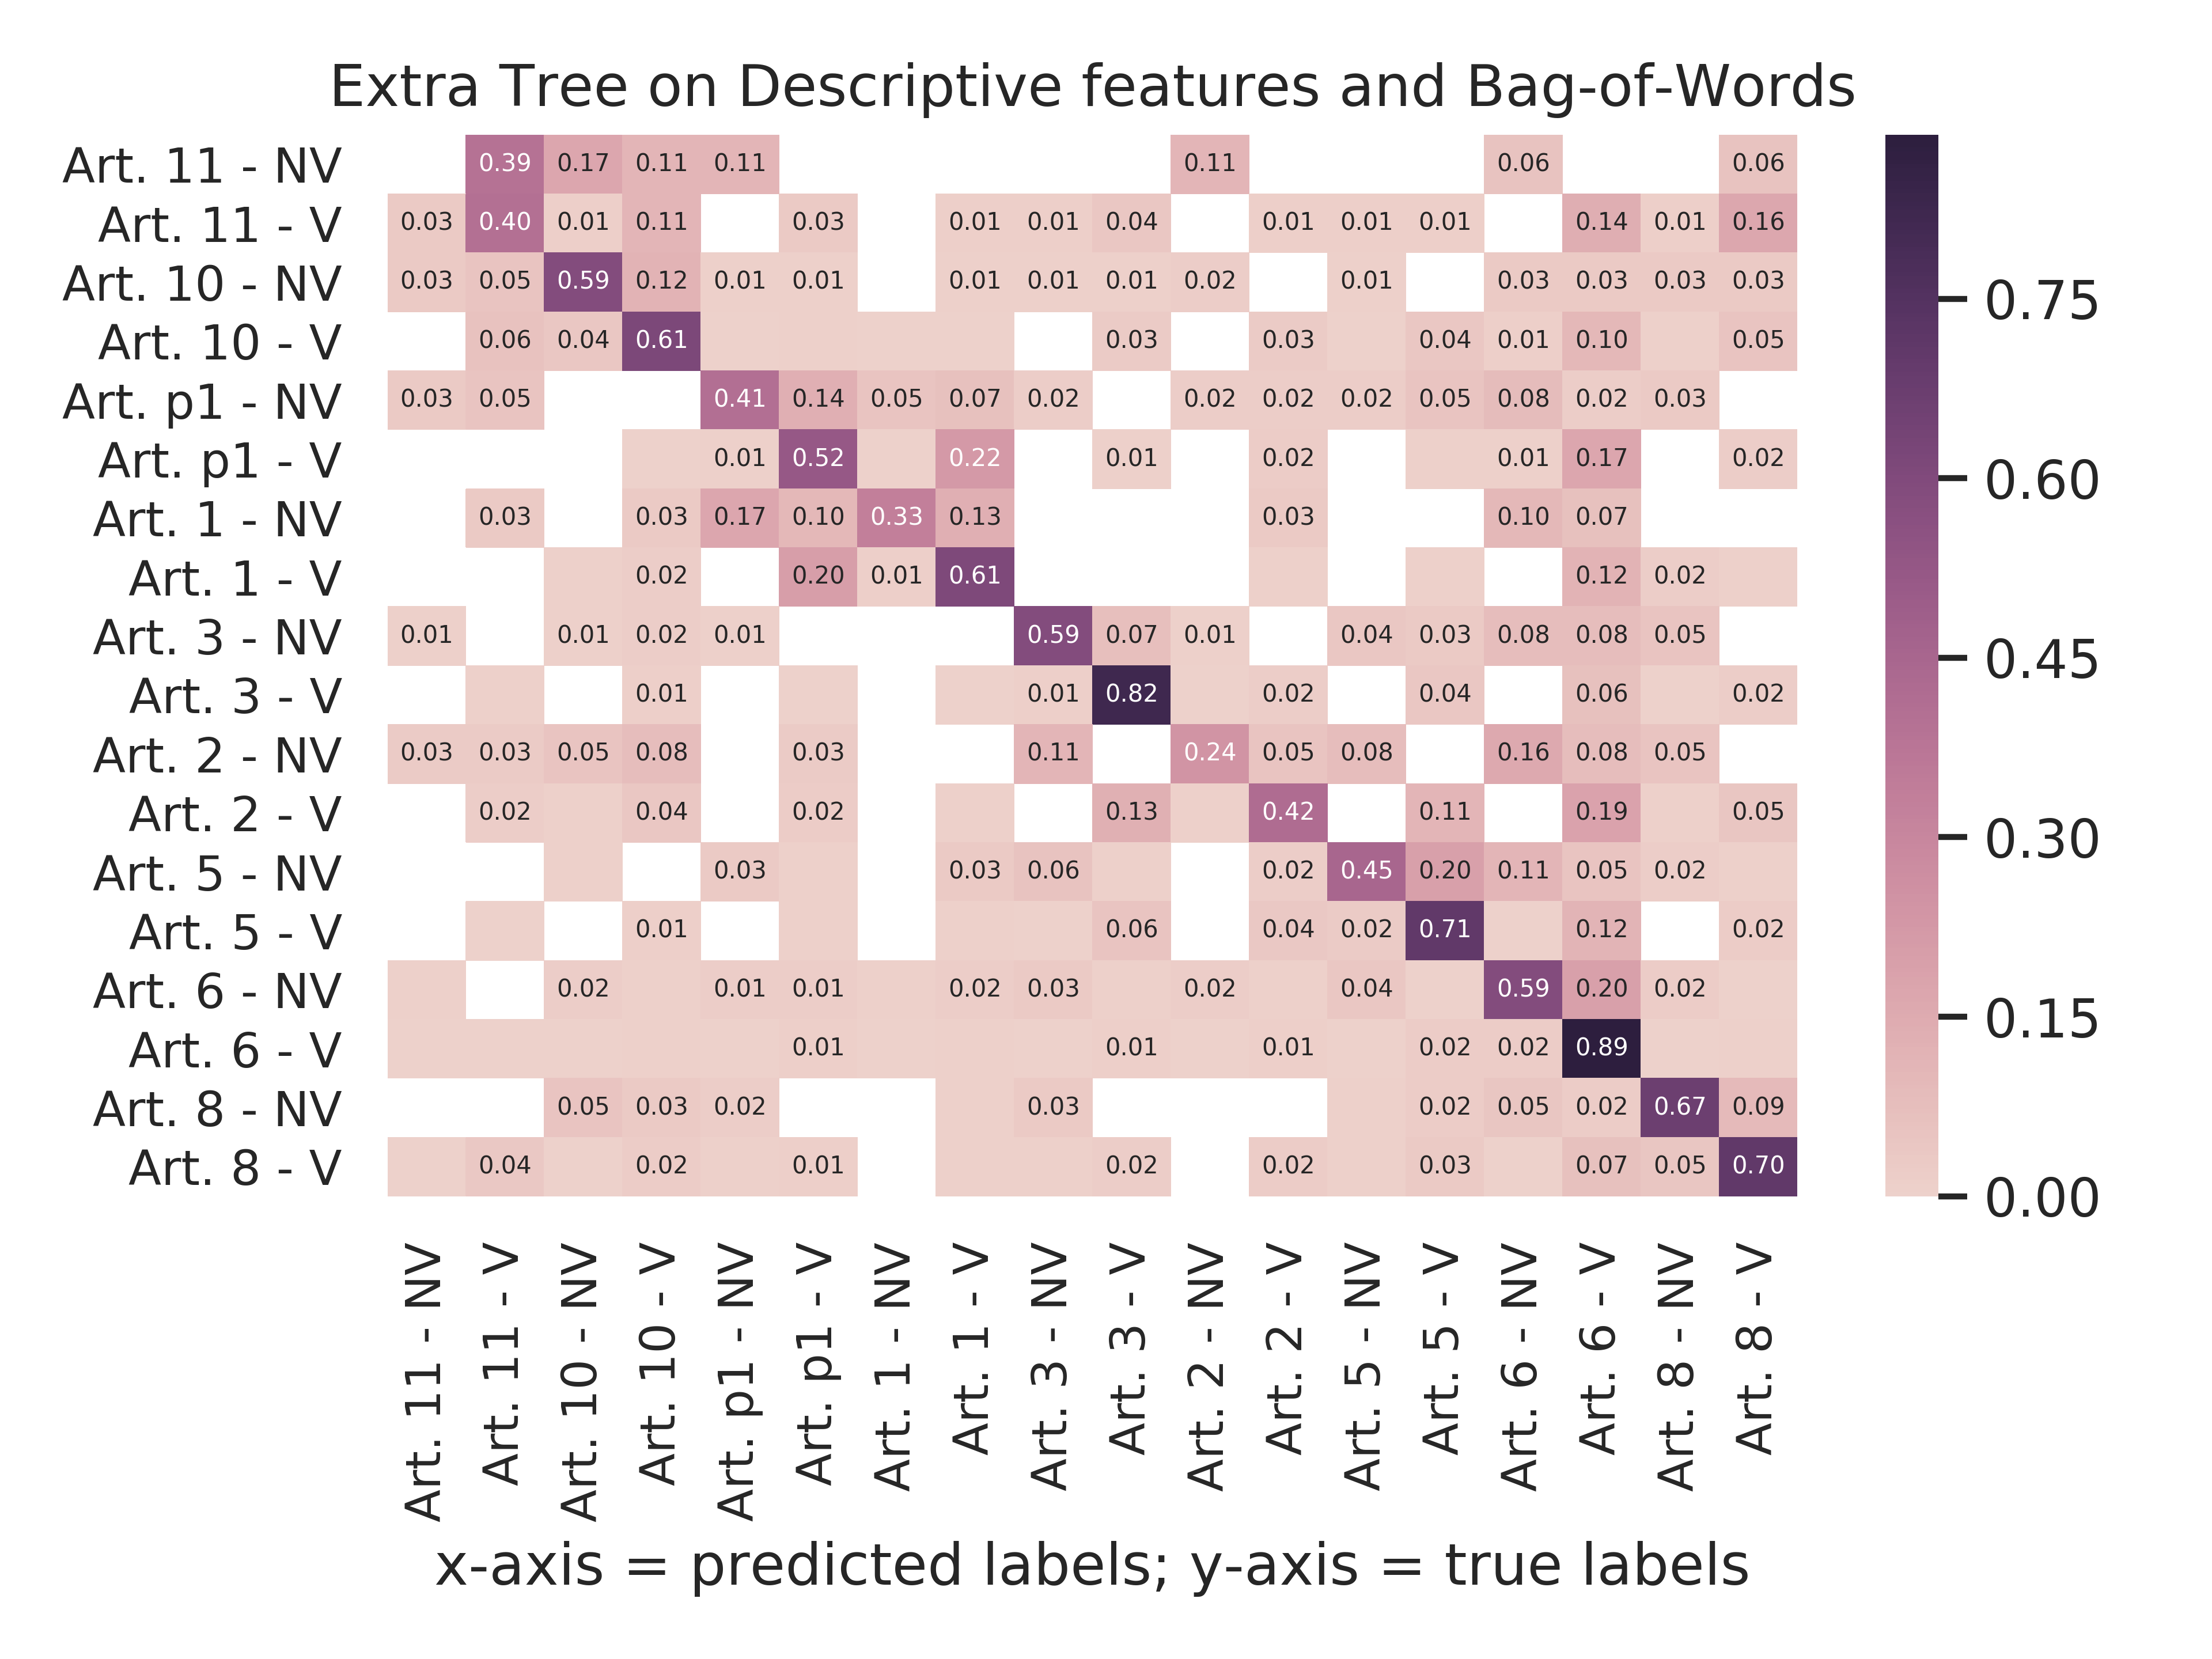 Extra Tree on Descriptive features and Bag-of-Words
Art. 11 - NV 0.39 0.17 0.11 0.11 0.11 0.06 0.06
Art. 11 - V 0.03 0.40 0.01 0.11 0.03 0.01 0.01 0.04 0.01 0.01 0.01 0.14 0.01 0.16
Art. 10 - NV 0.03 0.05 0.59 0.12 0.01 0.01 0.01 0.01 0.01 0.02 0.01 0.03 0.03 0.03 0.03
Art. 10 - V 0.06 0.04 0.61 0.03 0.03 0.04 0.01 0.10 0.05
Art. p1 - NV 0.03 0.05 0.41 0.14 0.05 0.07 0.02 0.02 0.02 0.02 0.05 0.08 0.02 0.03
Art. p1 - V 0.01 0.52 0.22 0.01 0.02 0.01 0.17 0.02
Art. 1 - NV 0.03 0.03 0.17 0.10 0.33 0.13 0.03 0.10 0.07
Art. 1 - V 0.02 0.20 0.01 0.61 0.12 0.02
Art. 3 - NV 0.01 0.01 0.02 0.01 0.59 0.07 0.01 0.04 0.03 0.08 0.08 0.05
Art. 3 - V 0.01 0.01 0.82 0.02 0.04 0.06 0.02
Art. 2 - NV 0.03 0.03 0.05 0.08 0.03 0.11 0.24 0.05 0.08 0.16 0.08 0.05
Art. 2 - V 0.02 0.04 0.02 0.13 0.42 0.11 0.19 0.05
Art. 5 - NV 0.03 0.03 0.06 0.02 0.45 0.20 0.11 0.05 0.02
Art. 5 - V 0.01 0.06 0.04 0.02 0.71 0.12 0.02
Art. 6 - NV 0.02 0.01 0.01 0.02 0.03 0.02 0.04 0.59 0.20 0.02
Art. 6 - V 0.01 0.01 0.01 0.02 0.02 0.89
Art. 8 - NV 0.05 0.03 0.02 0.03 0.02 0.05 0.02 0.67 0.09
Art. 8 - V 0.04 0.02 0.01 0.02 0.02 0.03 0.07 0.05 0.70
0.75
0.60
0.45
0.30
0.15
0.00
Art. 11 - NV
Art. 11 - V
Art. 10 - NV
Art. 10 - V
Art. p1 - NV
Art. p1 - V
Art. 1 - NV
Art. 1 - V
Art. 3 - NV
Art. 3 - V
Art. 2 - NV
Art. 2 - V
Art. 5 - NV
Art. 5 - V
Art. 6 - NV
Art. 6 - V
Art. 8 - NV
Art. 8 - V
x-axis = predicted labels; y-axis = true labels